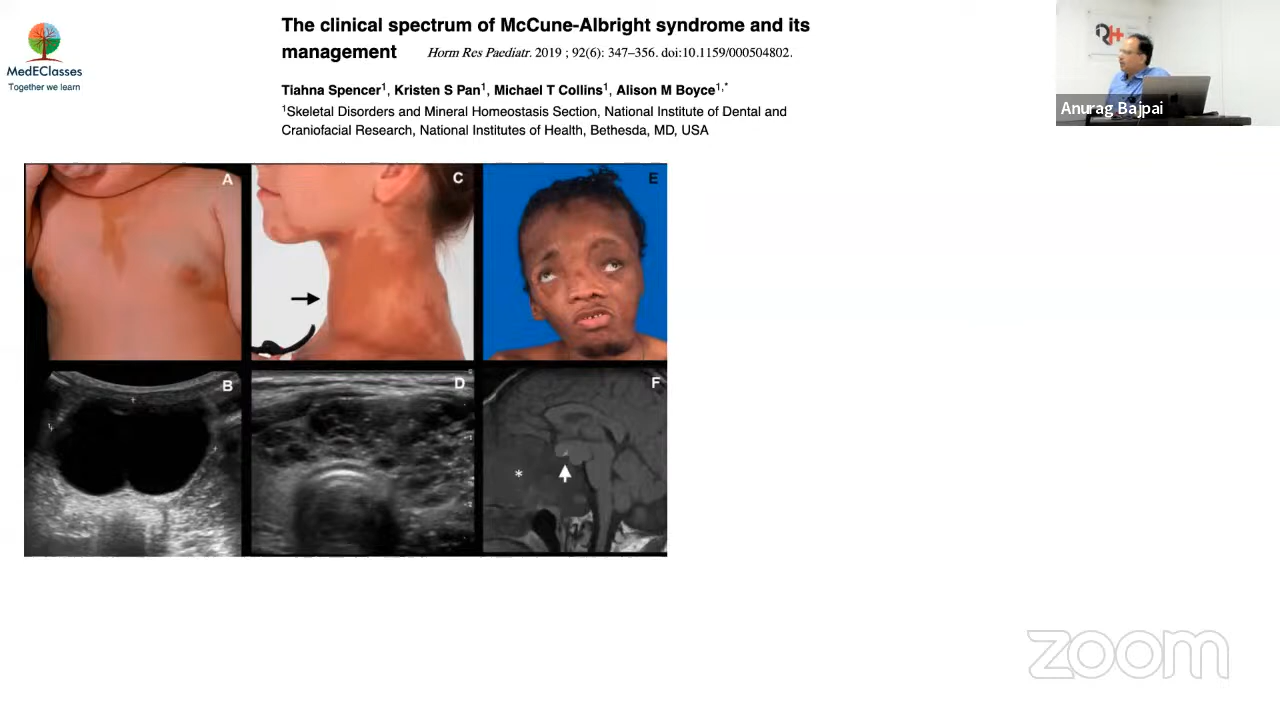 MedEClasses
Together we learn
The clinical spectrum of McCune-Albright syndrome and its
management Horm Res Paediatr. 2019 ; 92(6): 347–356. doi:10.1159/000504802.
Tiahna Spencer1, Kristen S Pan1, Michael T Collins1, Alison M Boyce1,*
1Skeletal Disorders and Mineral Homeostasis Section, National Institute of Dental and
Craniofacial Research, National Institutes of Health, Bethesda, MD, USA
RH
Anurag Bajpai
A
C
E
B
D
F
*
zoom